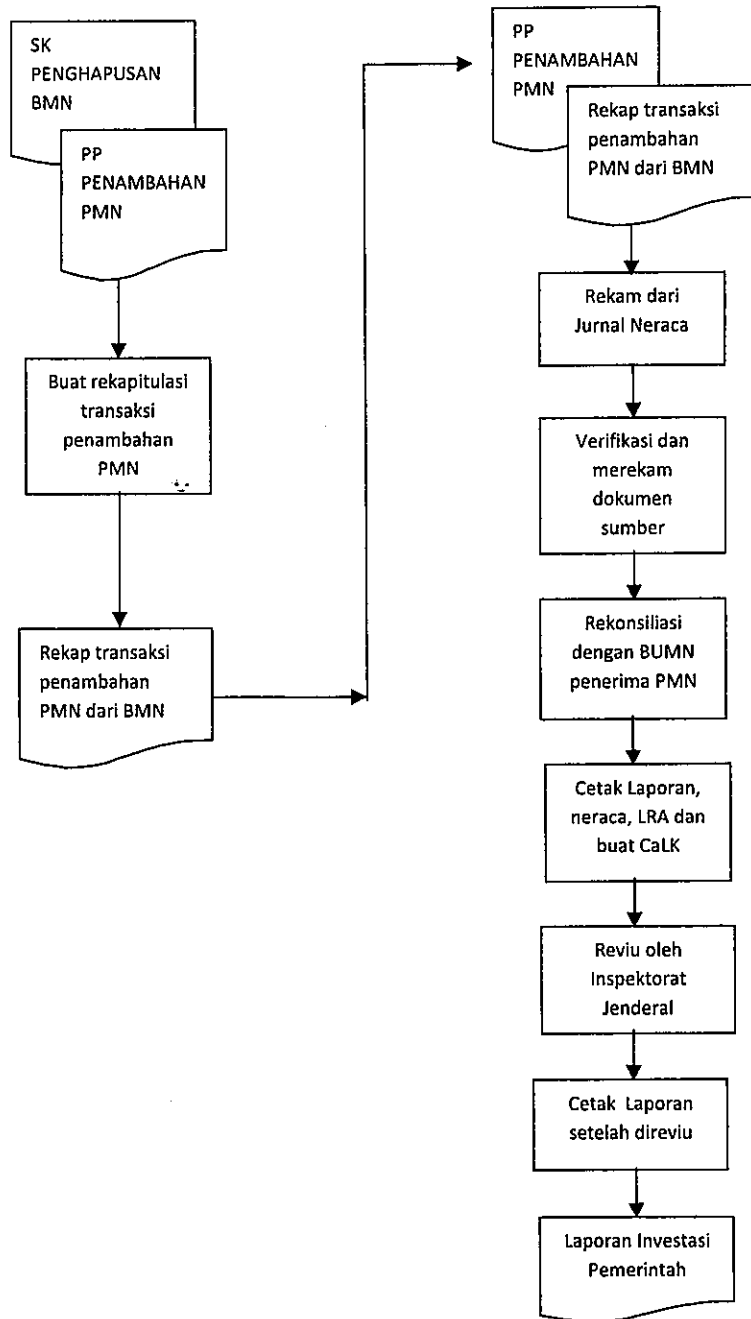 SK
PENGHAPUSAN
BMN
PP
PENAMBAHAN
PMN
Buat rekapitulasi
transaksi
penambahan
PMN
Rekap transaksi
penambahan
PMN dari BMN
PP
PENAMBAHAN
PMN
Rekap transaksi
penambahan
PMN dari BMN
Rekam dari
Jurnal Neraca
Verifikasi dan
merekam
dokumen
sumber
Rekonsiliasi
dengan BUMN
penerima PMN
Cetak Laporan,
neraca, LRA dan
buat CaLK
Reviu oleh
Inspektorat
Jenderal
Cetak Laporan
setelah direviu
Laporan Investasi
Pemerintah